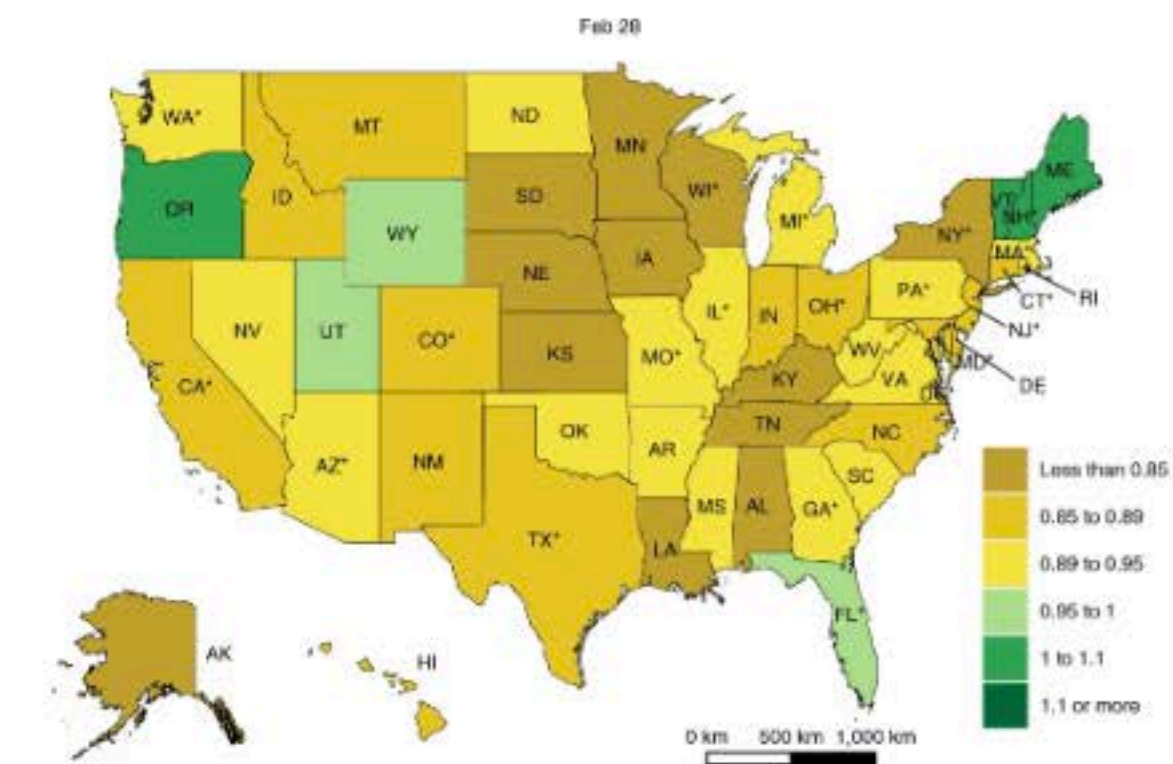 Feb 28
WA*
MT
ND
MN
ME
VT
NH*
OR
ID
SD
WI*
MI*
NY*
MA*
WY
IA
NE
PA*
CT*
RI
NV
UT
CO*
KS
MO*
IL*
IN
OH*
NJ*
WV
VA
MD*
DE
CA*
KY
TN
NC
AZ*
NM
OK
AR
SC
MS
AL
GA*
TX*
LA
FL*
AK
HI
Less than 0.85
0.85 to 0.89
0.89 to 0.95
0.95 to 1
1 to 1.1
1.1 or more
0 km
500 km
1,000 km